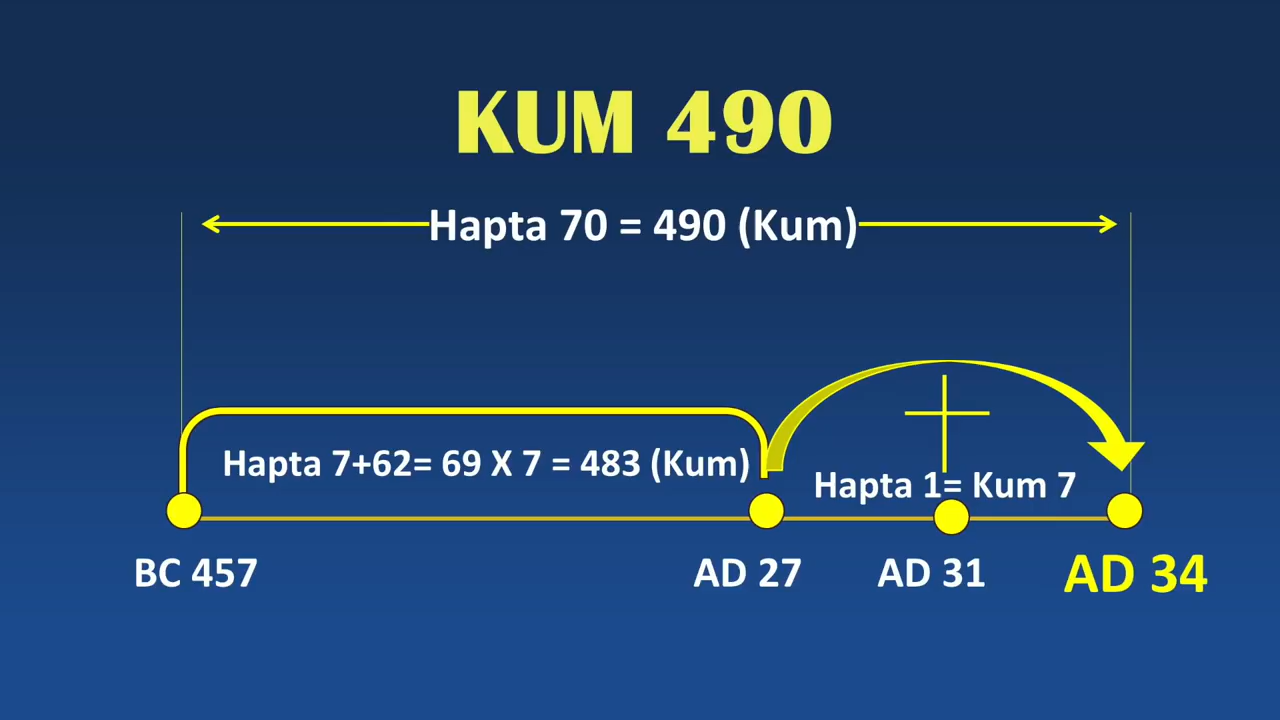 KUM 490
Hapta 70 = 490 (Kum)
Hapta 7+62= 69 X 7 = 483 (Kum)
Hapta 1= Kum 7
BC 457
AD 27
AD 31
AD 34